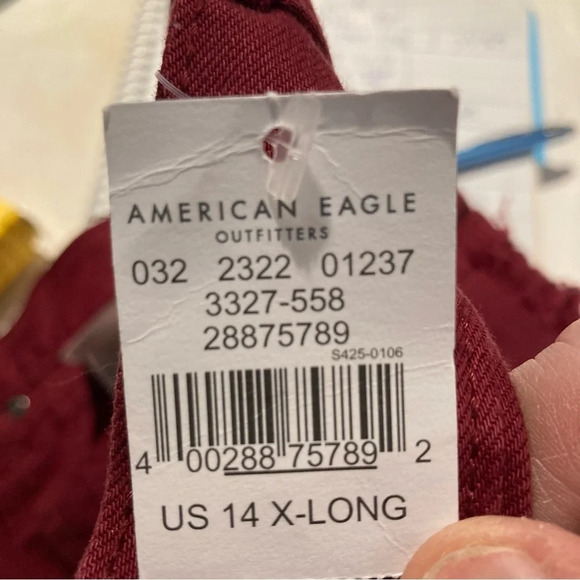 AMERICAN EAGLE
OUTFITTERS
032 2322 01237
3327-558
28875789
S425-0106
4 00288 75789 2
US 14 X-LONG